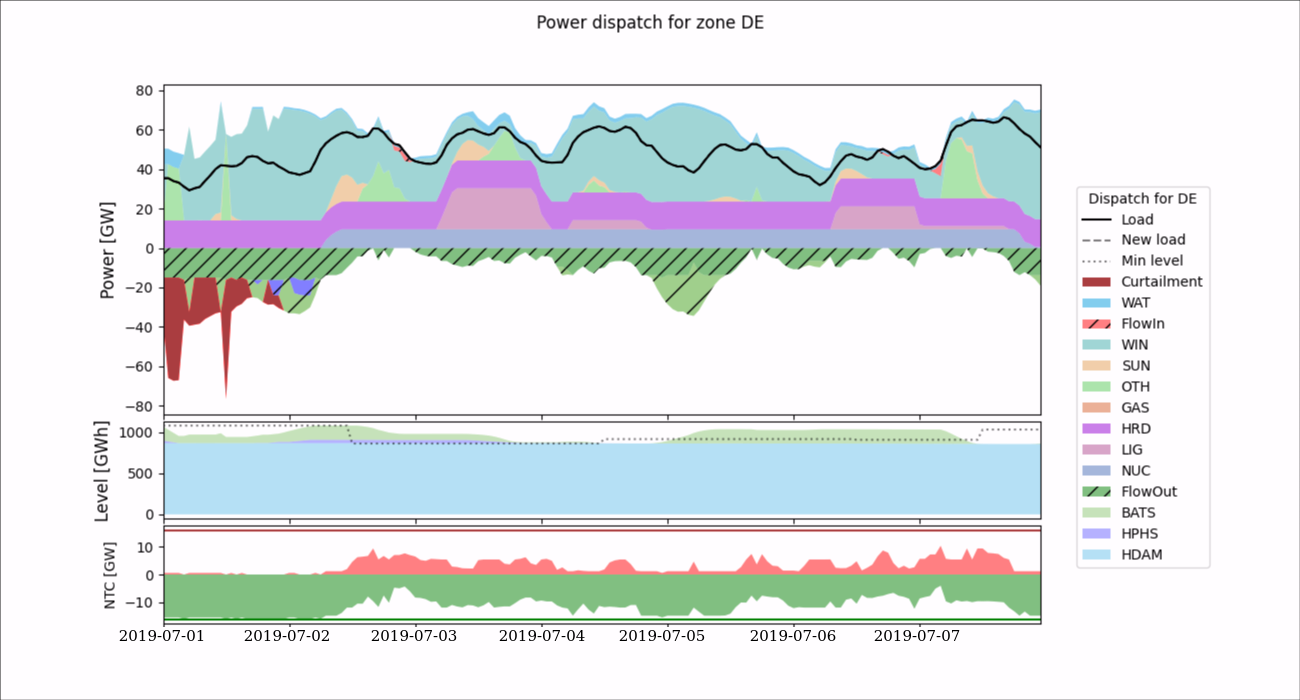 Power dispatch for zone DE
Power [GW]
80
60
40
20
0
−20
−40
−60
−80
Level [GWh]
1000
500
0
NTC [GW]
10
0
−10
2019-07-01
2019-07-02
2019-07-03
2019-07-04
2019-07-05
2019-07-06
2019-07-07
Dispatch for DE
Load
New load
Min level
Curtailment
WAT
FlowIn
WIN
SUN
OTH
GAS
HRD
LIG
NUC
FlowOut
BATS
HPHS
HDAM